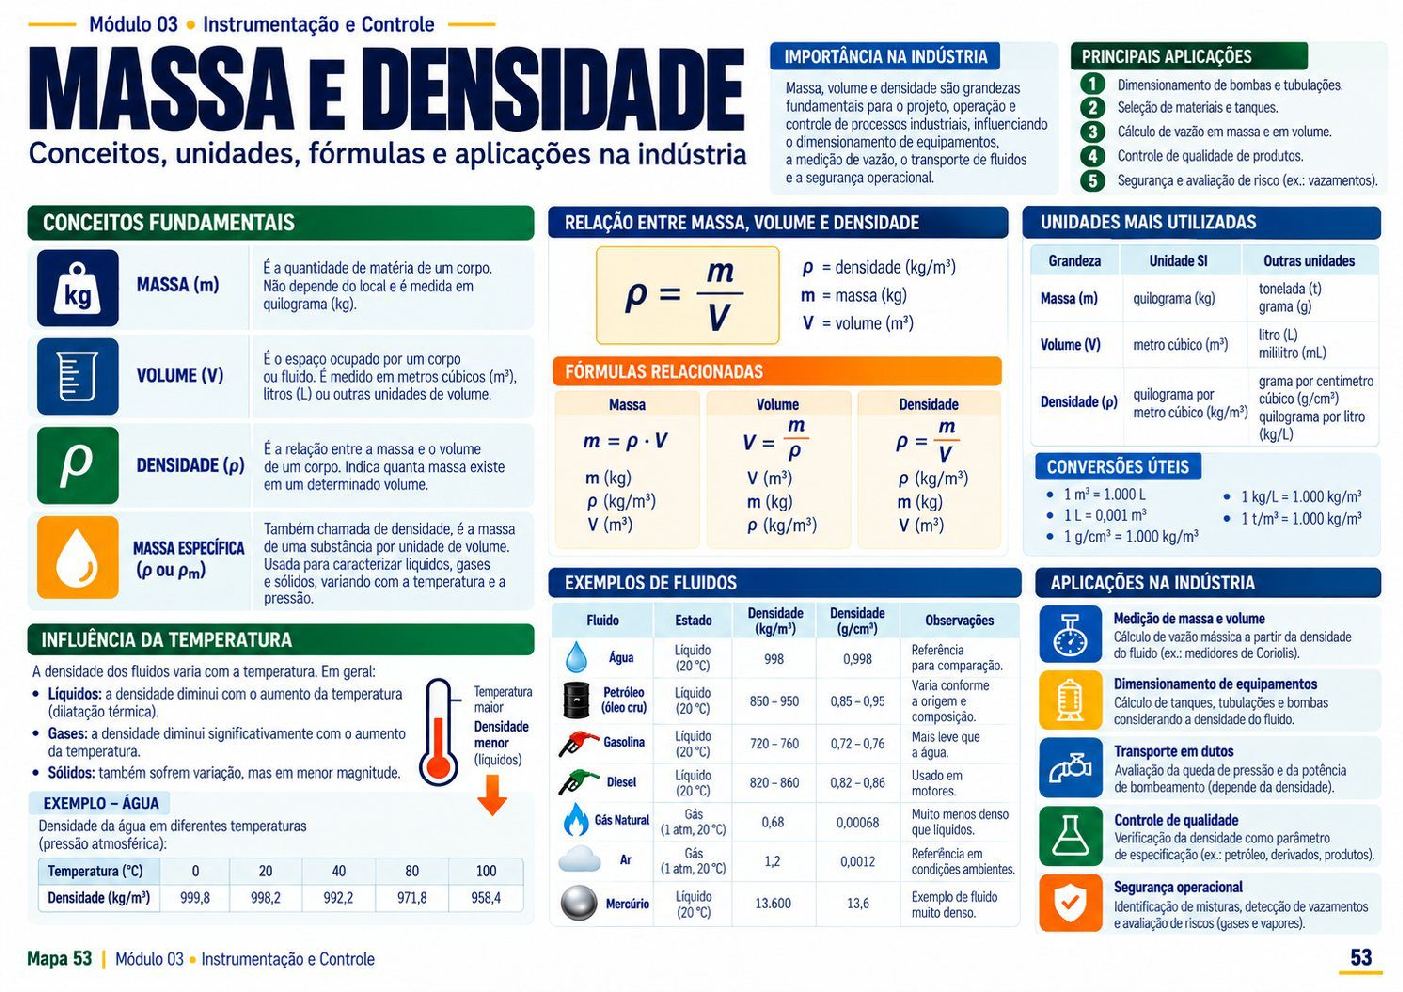 Módulo 03 • Instrumentação e Controle
MASSA E DENSIDADE
Conceitos, unidades, fórmulas e aplicações na indústria
IMPORTÂNCIA NA INDÚSTRIA
Massa, volume e densidade são grandezas
fundamentais para o projeto, operação e
controle de processos industriais, influenciando
o dimensionamento de equipamentos,
a medição de vazão, o transporte de fluidos
e a segurança operacional.
PRINCIPAIS APLICAÇÕES
1 Dimensionamento de bombas e tubulações.
2 Seleção de materiais e tanques.
3 Cálculo de vazão em massa e em volume.
4 Controle de qualidade de produtos.
5 Segurança e avaliação de risco (ex.: vazamentos).
CONCEITOS FUNDAMENTAIS
kg
MASSA (m)
É a quantidade de matéria de um corpo.
Não depende do local e é medida em
quilograma (kg).
VOLUME (V)
É o espaço ocupado por um corpo
ou fluido. É medido em metros cúbicos (m³),
litros (L) ou outras unidades de volume.
ρ
DENSIDADE (ρ)
É a relação entre a massa e o volume
de um corpo. Indica quanta massa existe
em um determinado volume.
MASSA ESPECÍFICA
(ρ ou ρm)
Também chamada de densidade, é a massa
de uma substância por unidade de volume.
Usada para caracterizar líquidos, gases
e sólidos, variando com a temperatura e a
pressão.
RELAÇÃO ENTRE MASSA, VOLUME E DENSIDADE
ρ = m / V
ρ = densidade (kg/m³)
m = massa (kg)
V = volume (m³)
FÓRMULAS RELACIONADAS
Massa
m = ρ · V
m (kg)
ρ (kg/m³)
V (m³)
Volume
V = m / ρ
V (m³)
m (kg)
ρ (kg/m³)
Densidade
ρ = m / V
ρ (kg/m³)
m (kg)
V (m³)
UNIDADES MAIS UTILIZADAS
Grandeza Unidade SI Outras unidades
Massa (m) quilograma (kg) tonelada (t)
grama (g)
Volume (V) metro cúbico (m³) litro (L)
mililitro (mL)
Densidade (ρ) quilograma por
metro cúbico (kg/m³)
grama por centímetro
cúbico (g/cm³)
quilograma por litro
(kg/L)
CONVERSÕES ÚTEIS
• 1 m³ = 1.000 L
• 1 L = 0,001 m³
• 1 g/cm³ = 1.000 kg/m³
• 1 kg/L = 1.000 kg/m³
• 1 t/m³ = 1.000 kg/m³
INFLUÊNCIA DA TEMPERATURA
A densidade dos fluidos varia com a temperatura. Em geral:
• Líquidos: a densidade diminui com o aumento da temperatura
(dilatação térmica).
• Gases: a densidade diminui significativamente com o aumento
da temperatura.
• Sólidos: também sofrem variação, mas em menor magnitude.
Temperatura
maior
Densidade
menor
(líquidos)
EXEMPLO – ÁGUA
Densidade da água em diferentes temperaturas
(pressão atmosférica):
Temperatura (°C) 0 20 40 80 100
Densidade (kg/m³) 999,8 998,2 992,2 971,8 958,4
EXEMPLOS DE FLUIDOS
Fluido Estado Densidade (kg/m³) Densidade (g/cm³) Observações
Água Líquido (20 °C) 998 0,998 Referência
para comparação.
Petróleo (óleo cru) Líquido (20 °C) 850 – 950 0,85 – 0,95 Varia conforme
a origem e
composição.
Gasolina Líquido (20 °C) 720 – 760 0,72 – 0,76 Mais leve que
a água.
Diesel Líquido (20 °C) 820 – 860 0,82 – 0,86 Usado em
motores.
Gás Natural Gás (1 atm, 20 °C) 0,68 0,00068 Muito menos denso
que líquidos.
Ar Gás (1 atm, 20 °C) 1,2 0,0012 Referência em
condições ambientes.
Mercúrio Líquido (20 °C) 13.600 13,6 Exemplo de fluido
muito denso.
APLICAÇÕES NA INDÚSTRIA
Medição de massa e volume
Cálculo de vazão mássica a partir da densidade
do fluido (ex.: medidores de Coriolis).
Dimensionamento de equipamentos
Cálculo de tanques, tubulações e bombas
considerando a densidade do fluido.
Transporte em dutos
Avaliação da queda de pressão e da potência
de bombeamento (depende da densidade).
Controle de qualidade
Verificação da densidade como parâmetro
de especificação (ex.: petróleo, derivados, produtos).
Segurança operacional
Identificação de misturas, detecção de vazamentos
e avaliação de riscos (gases e vapores).
Mapa 53 | Módulo 03 • Instrumentação e Controle
53